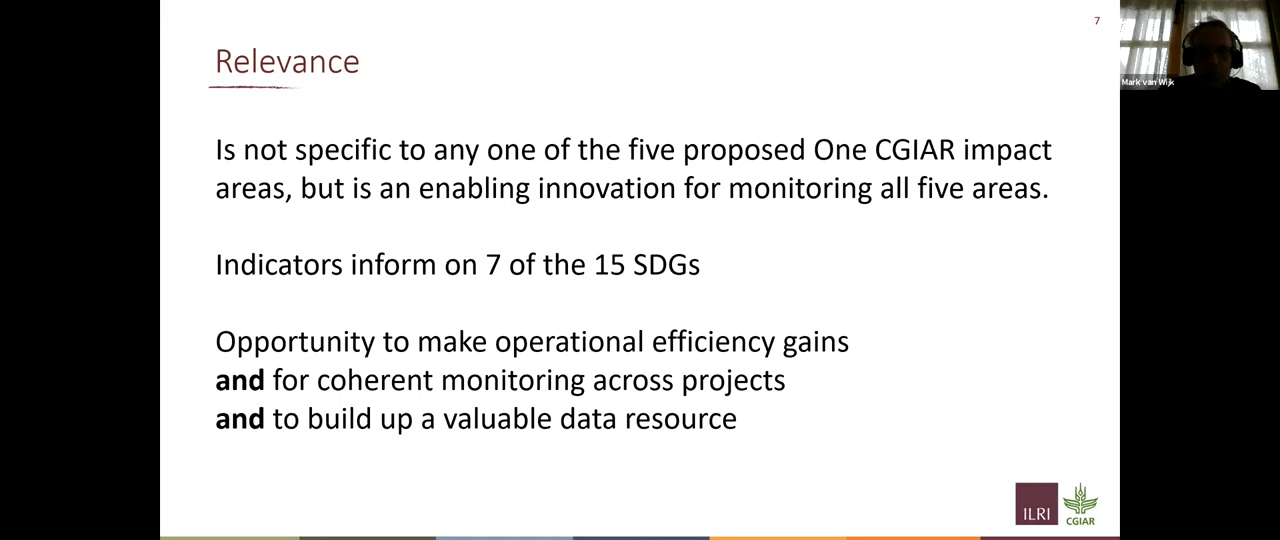 7
Relevance
Is not specific to any one of the five proposed One CGIAR impact
areas, but is an enabling innovation for monitoring all five areas.
Indicators inform on 7 of the 15 SDGs
Opportunity to make operational efficiency gains
and for coherent monitoring across projects
and to build up a valuable data resource
ILRI
CGIAR
Mark van Wijk